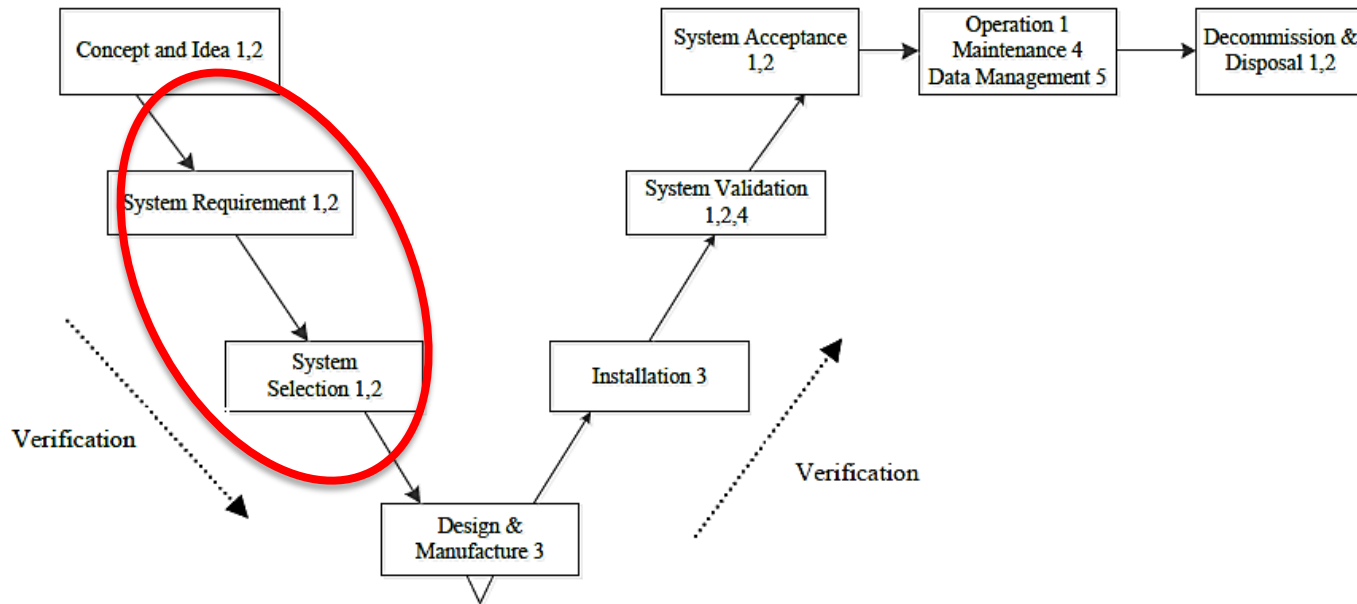 Concept and Idea 1,2
System Requirement 1,2
System
Selection 1,2
Verification
Design &
Manufacture 3
Installation 3
Verification
System Validation
1,2,4
System Acceptance
1,2
Operation 1
Maintenance 4
Data Management 5
Decommission &
Disposal 1,2